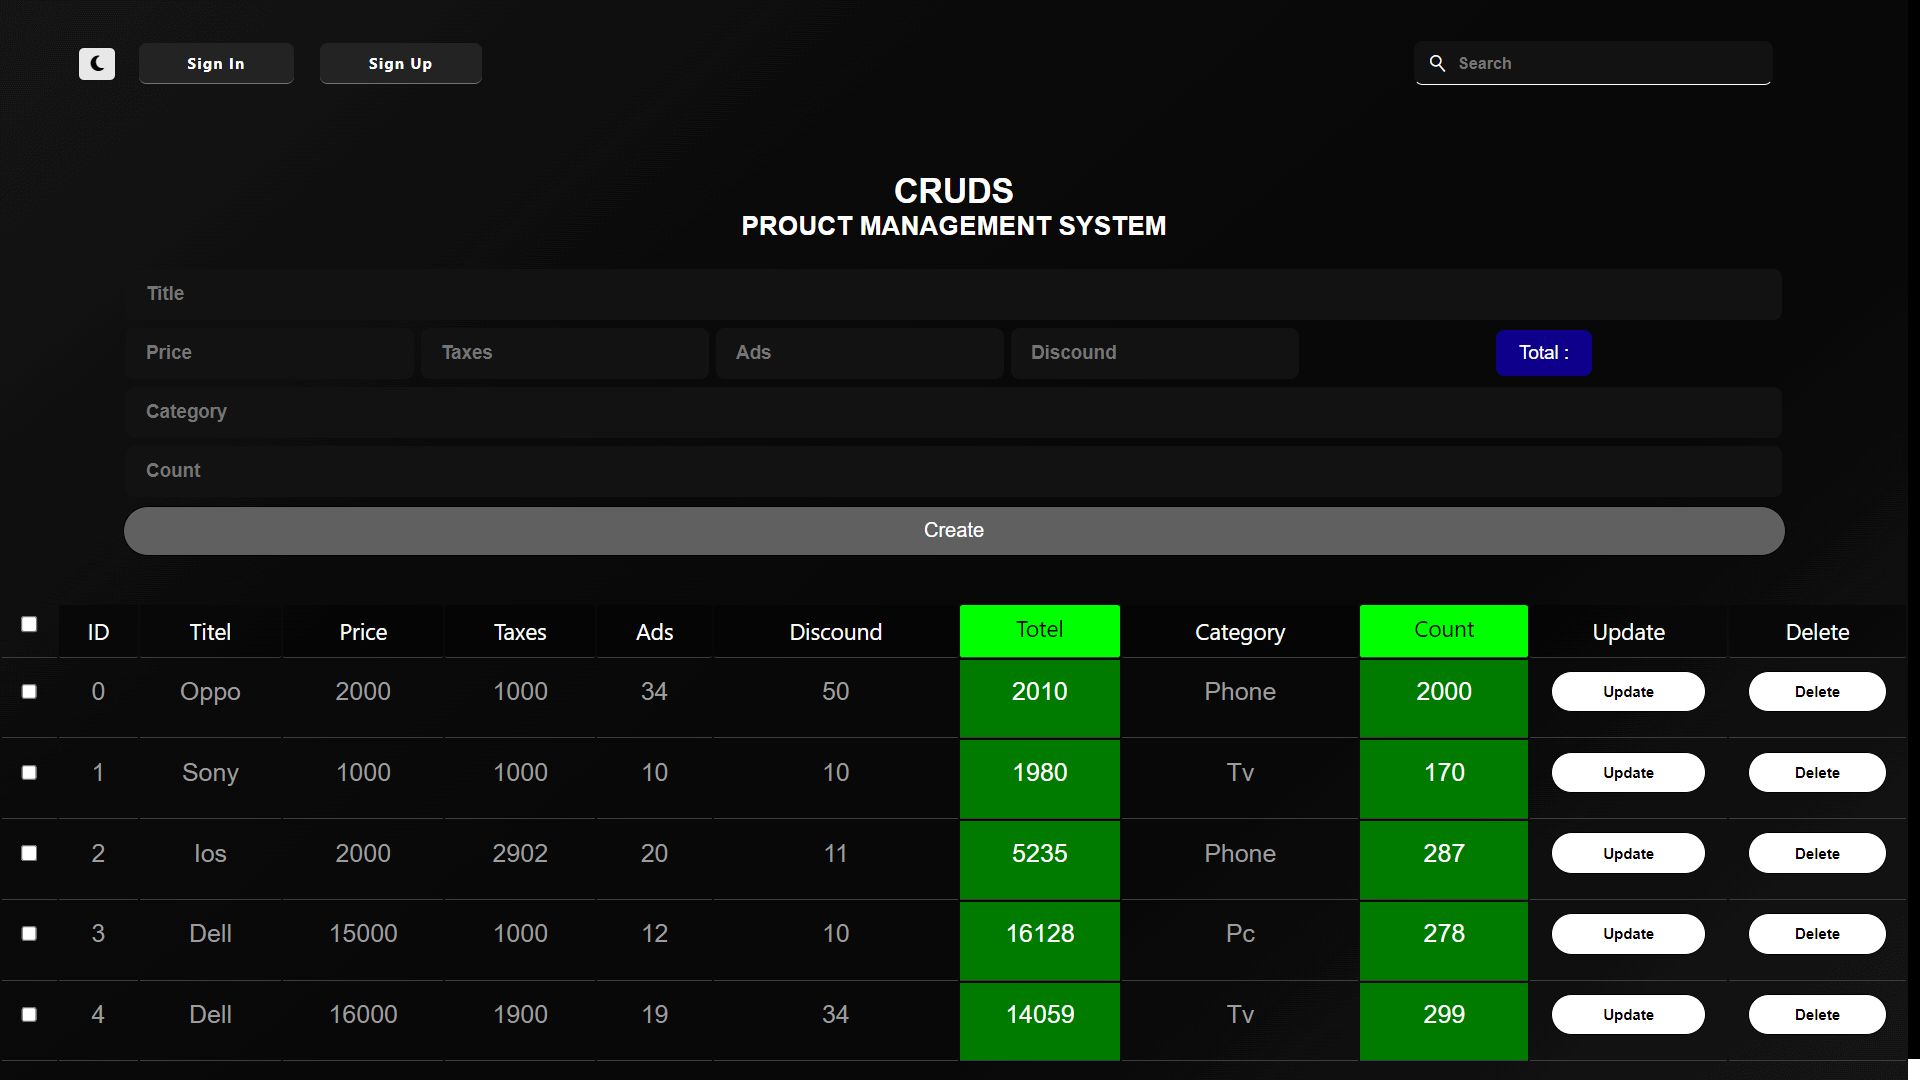 Sign In Sign Up Search
CRUDS
PROUCT MANAGEMENT SYSTEM
Title
Price Taxes Ads Discound Total :
Category
Count
Create
ID Titel Price Taxes Ads Discound Totel Category Count Update Delete
0 Oppo 2000 1000 34 50 2010 Phone 2000 Update Delete
1 Sony 1000 1000 10 10 1980 Tv 170 Update Delete
2 Ios 2000 2902 20 11 5235 Phone 287 Update Delete
3 Dell 15000 1000 12 10 16128 Pc 278 Update Delete
4 Dell 16000 1900 19 34 14059 Tv 299 Update Delete